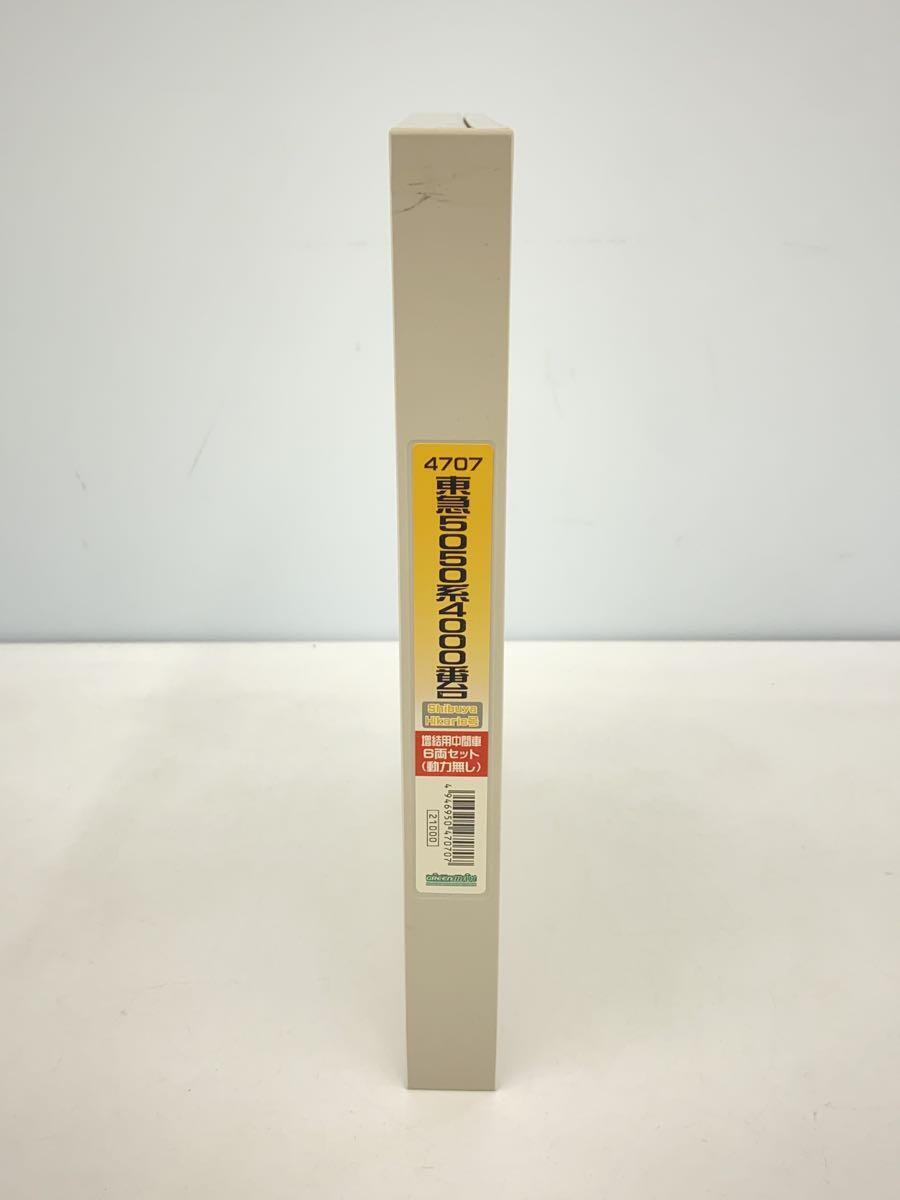 4707
東急5050系4000番台
Shibuya
Hikarie号
増結用中間車
6両セット
(動力無し)
4946950470707
21000
GREENMAX